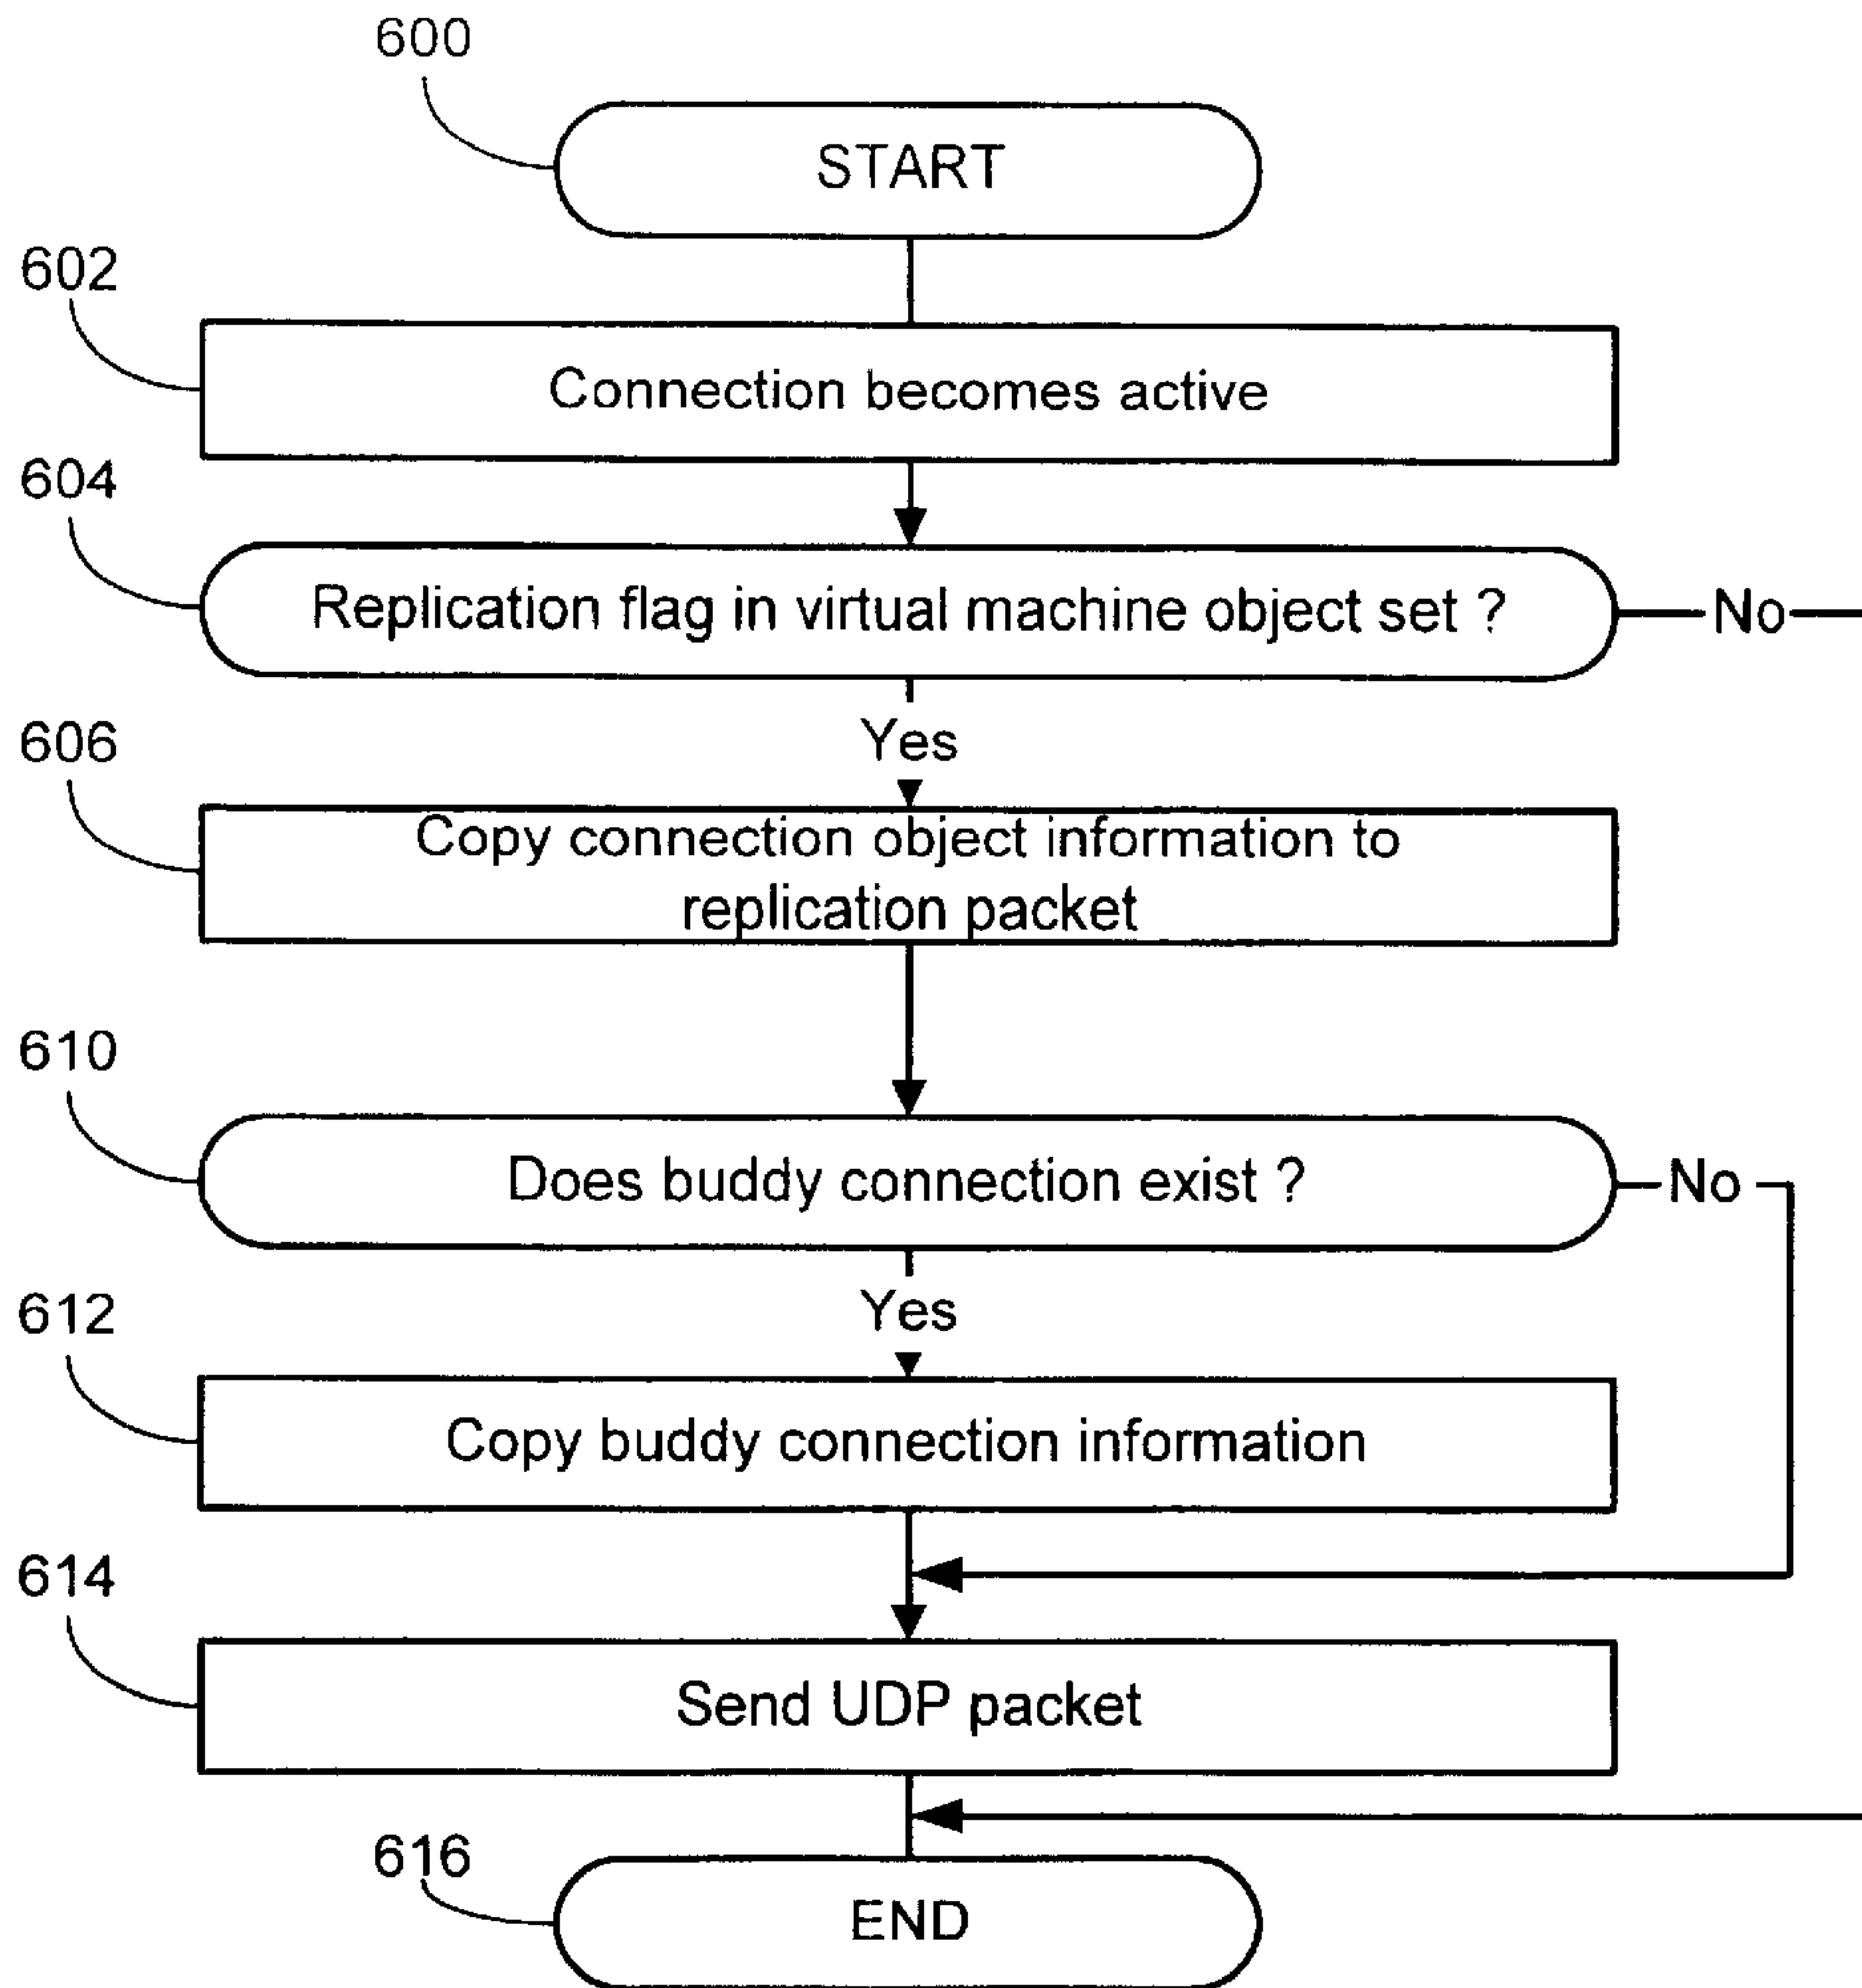 600
START
602
Connection becomes active
604
Replication flag in virtual machine object set ?
No
Yes
606
Copy connection object information to
replication packet
610
Does buddy connection exist ?
No
Yes
612
Copy buddy connection information
614
Send UDP packet
616
END